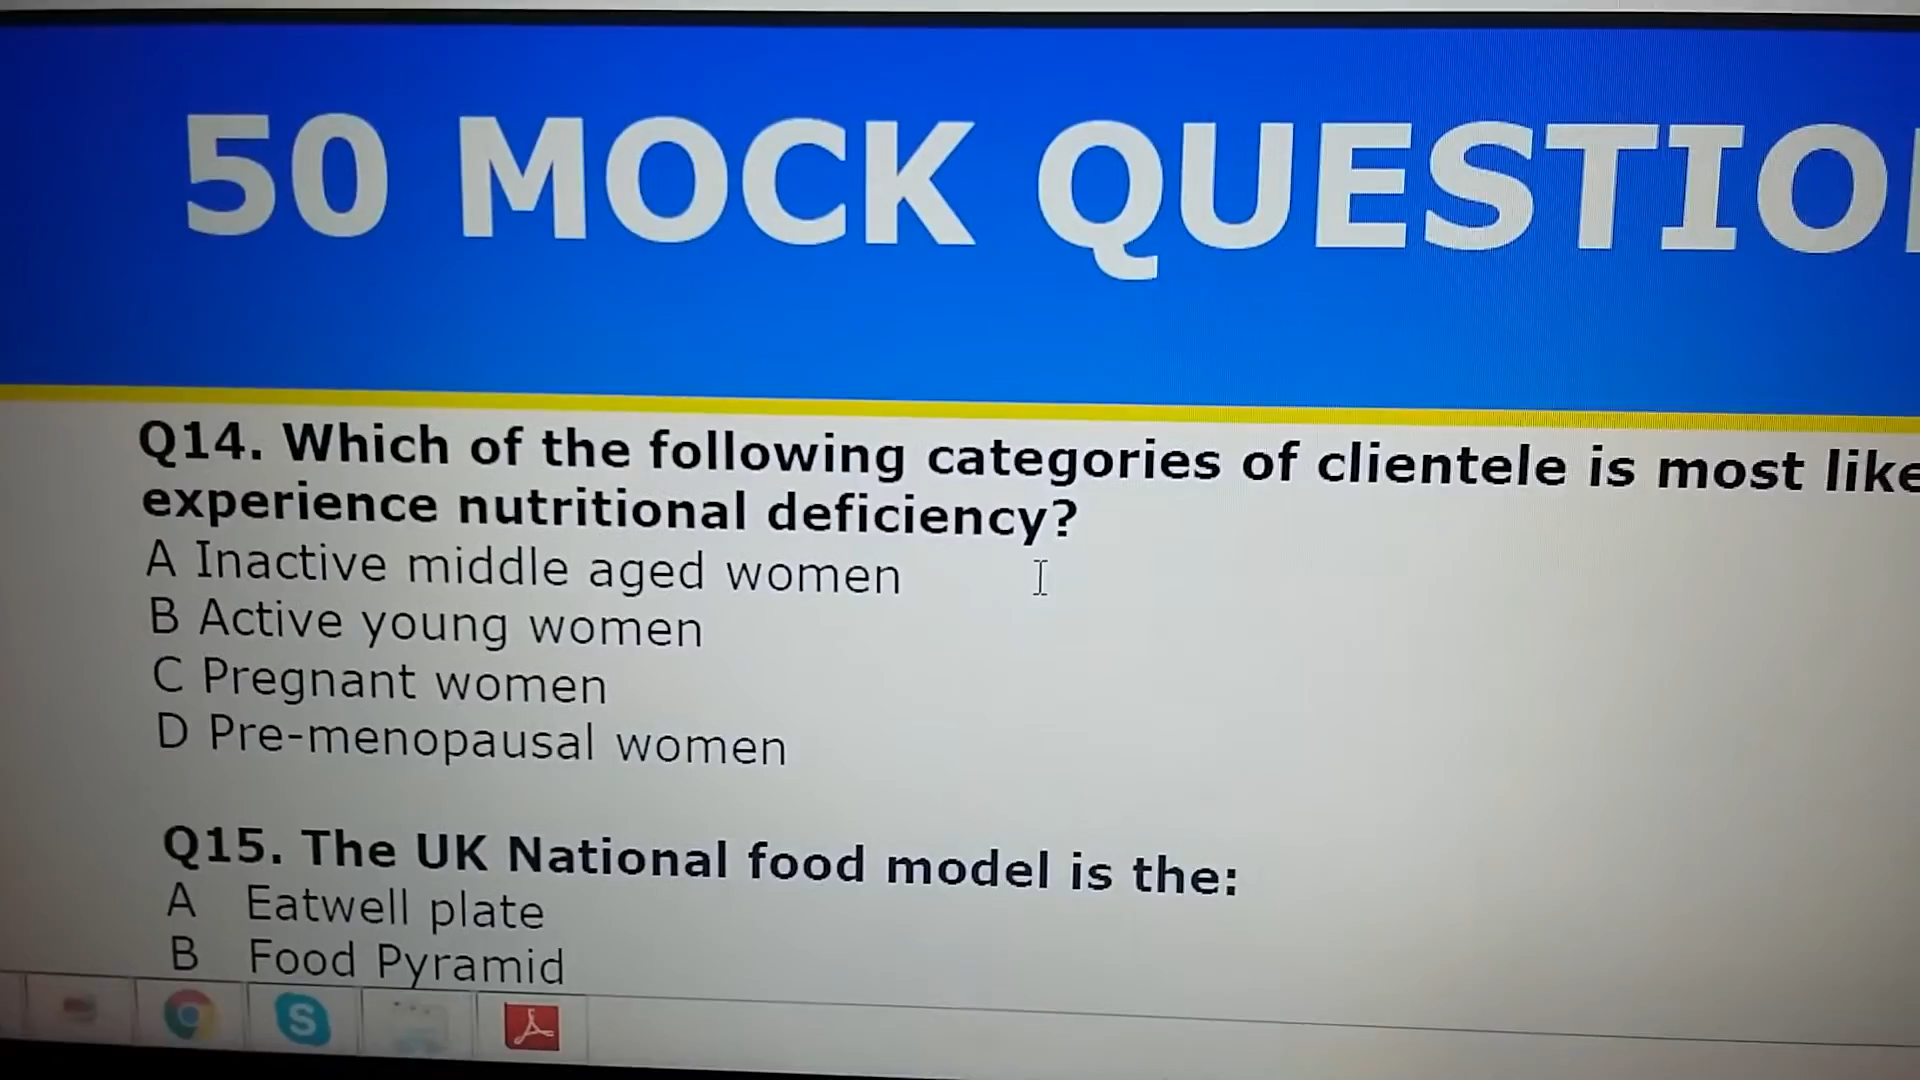 50 MOCK QUESTIO
Q14. Which of the following categories of clientele is most like
experience nutritional deficiency?
A Inactive middle aged women
B Active young women
C Pregnant women
D Pre-menopausal women
Q15. The UK National food model is the:
A Eatwell plate
B Food Pyramid
S